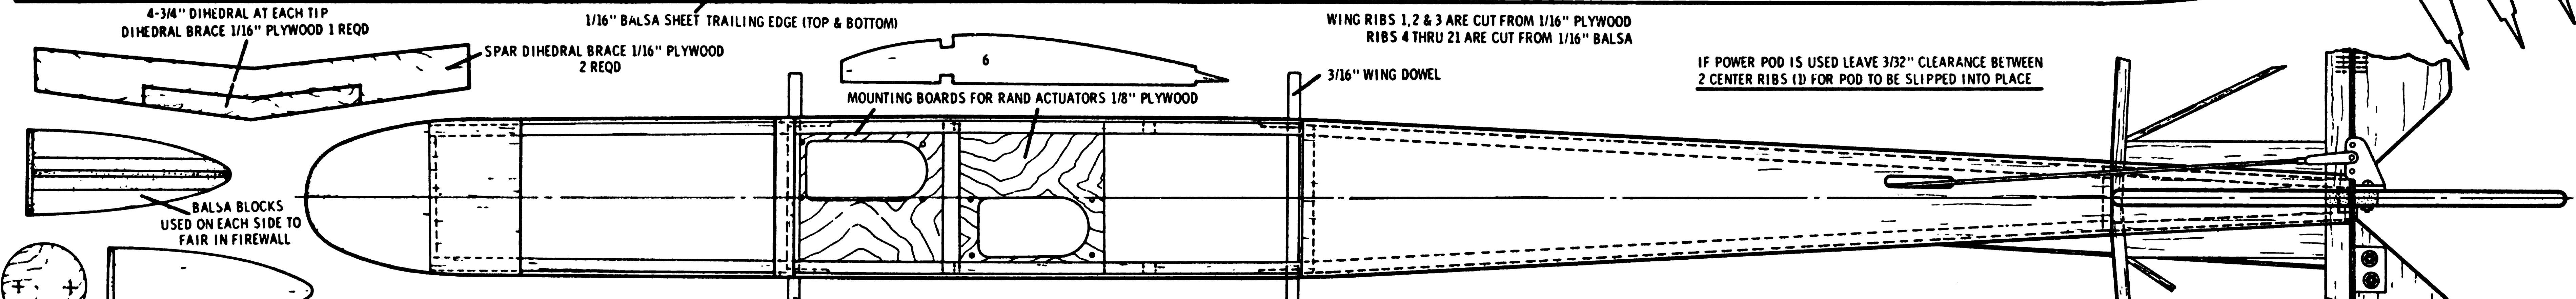 4-3/4" DIHEDRAL AT EACH TIP
DIHEDRAL BRACE 1/16" PLYWOOD 1 REQD
SPAR DIHEDRAL BRACE 1/16" PLYWOOD
2 REQD
1/16" BALSA SHEET TRAILING EDGE (TOP & BOTTOM)
6
MOUNTING BOARDS FOR RAND ACTUATORS 1/8" PLYWOOD
WING RIBS 1, 2 & 3 ARE CUT FROM 1/16" PLYWOOD
RIBS 4 THRU 21 ARE CUT FROM 1/16" BALSA
3/16" WING DOWEL
IF POWER POD IS USED LEAVE 3/32" CLEARANCE BETWEEN
2 CENTER RIBS (1) FOR POD TO BE SLIPPED INTO PLACE
BALSA BLOCKS
USED ON EACH SIDE TO
FAIR IN FIREWALL